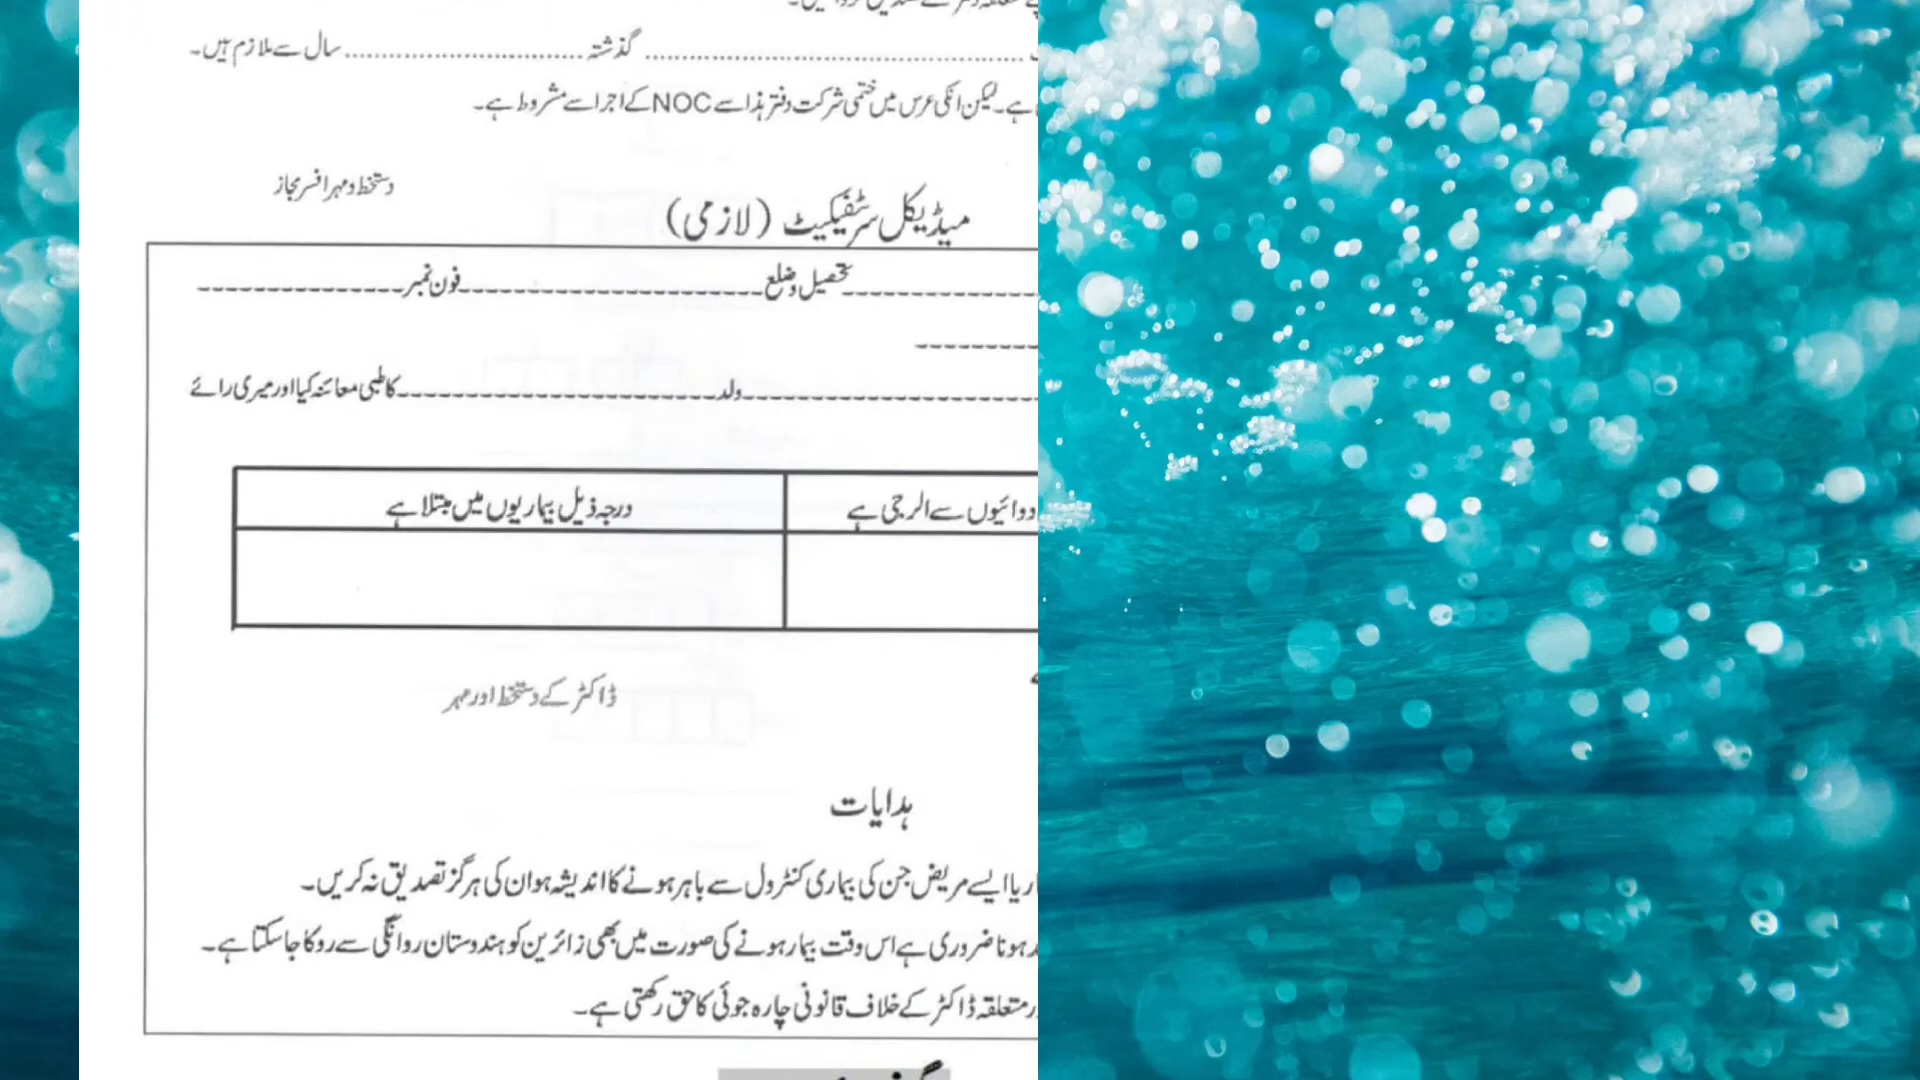 گذشتہ ........................ سال سے ملازم ہیں۔
ہے۔ لیکن انکی عرس میں حتمی شرکت دفتر ہذا سے NOC کے اجرا سے مشروط ہے۔
دستخط و مہر افسر مجاز
میڈیکل سرٹیفکیٹ (لازمی)
تحصیل و ضلع ------------------------ فون نمبر ------------------------
ولد ------------------------ کا طبی معائنہ کیا اور میری رائے
دوائیوں سے الرجی ہے
درجہ ذیل بیماریوں میں مبتلا ہے
ڈاکٹر کے دستخط اور مہر
ہدایات
یا ایسے مریض جن کی بیماری کنٹرول سے باہر ہونے کا اندیشہ ہو ان کی ہرگز تصدیق نہ کریں۔
ہونا ضروری ہے اس وقت بیمار ہونے کی صورت میں بھی زائرین کو ہندوستان روانگی سے روکا جا سکتا ہے۔
متعلقہ ڈاکٹر کے خلاف قانونی چارہ جوئی کا حق رکھتی ہے۔